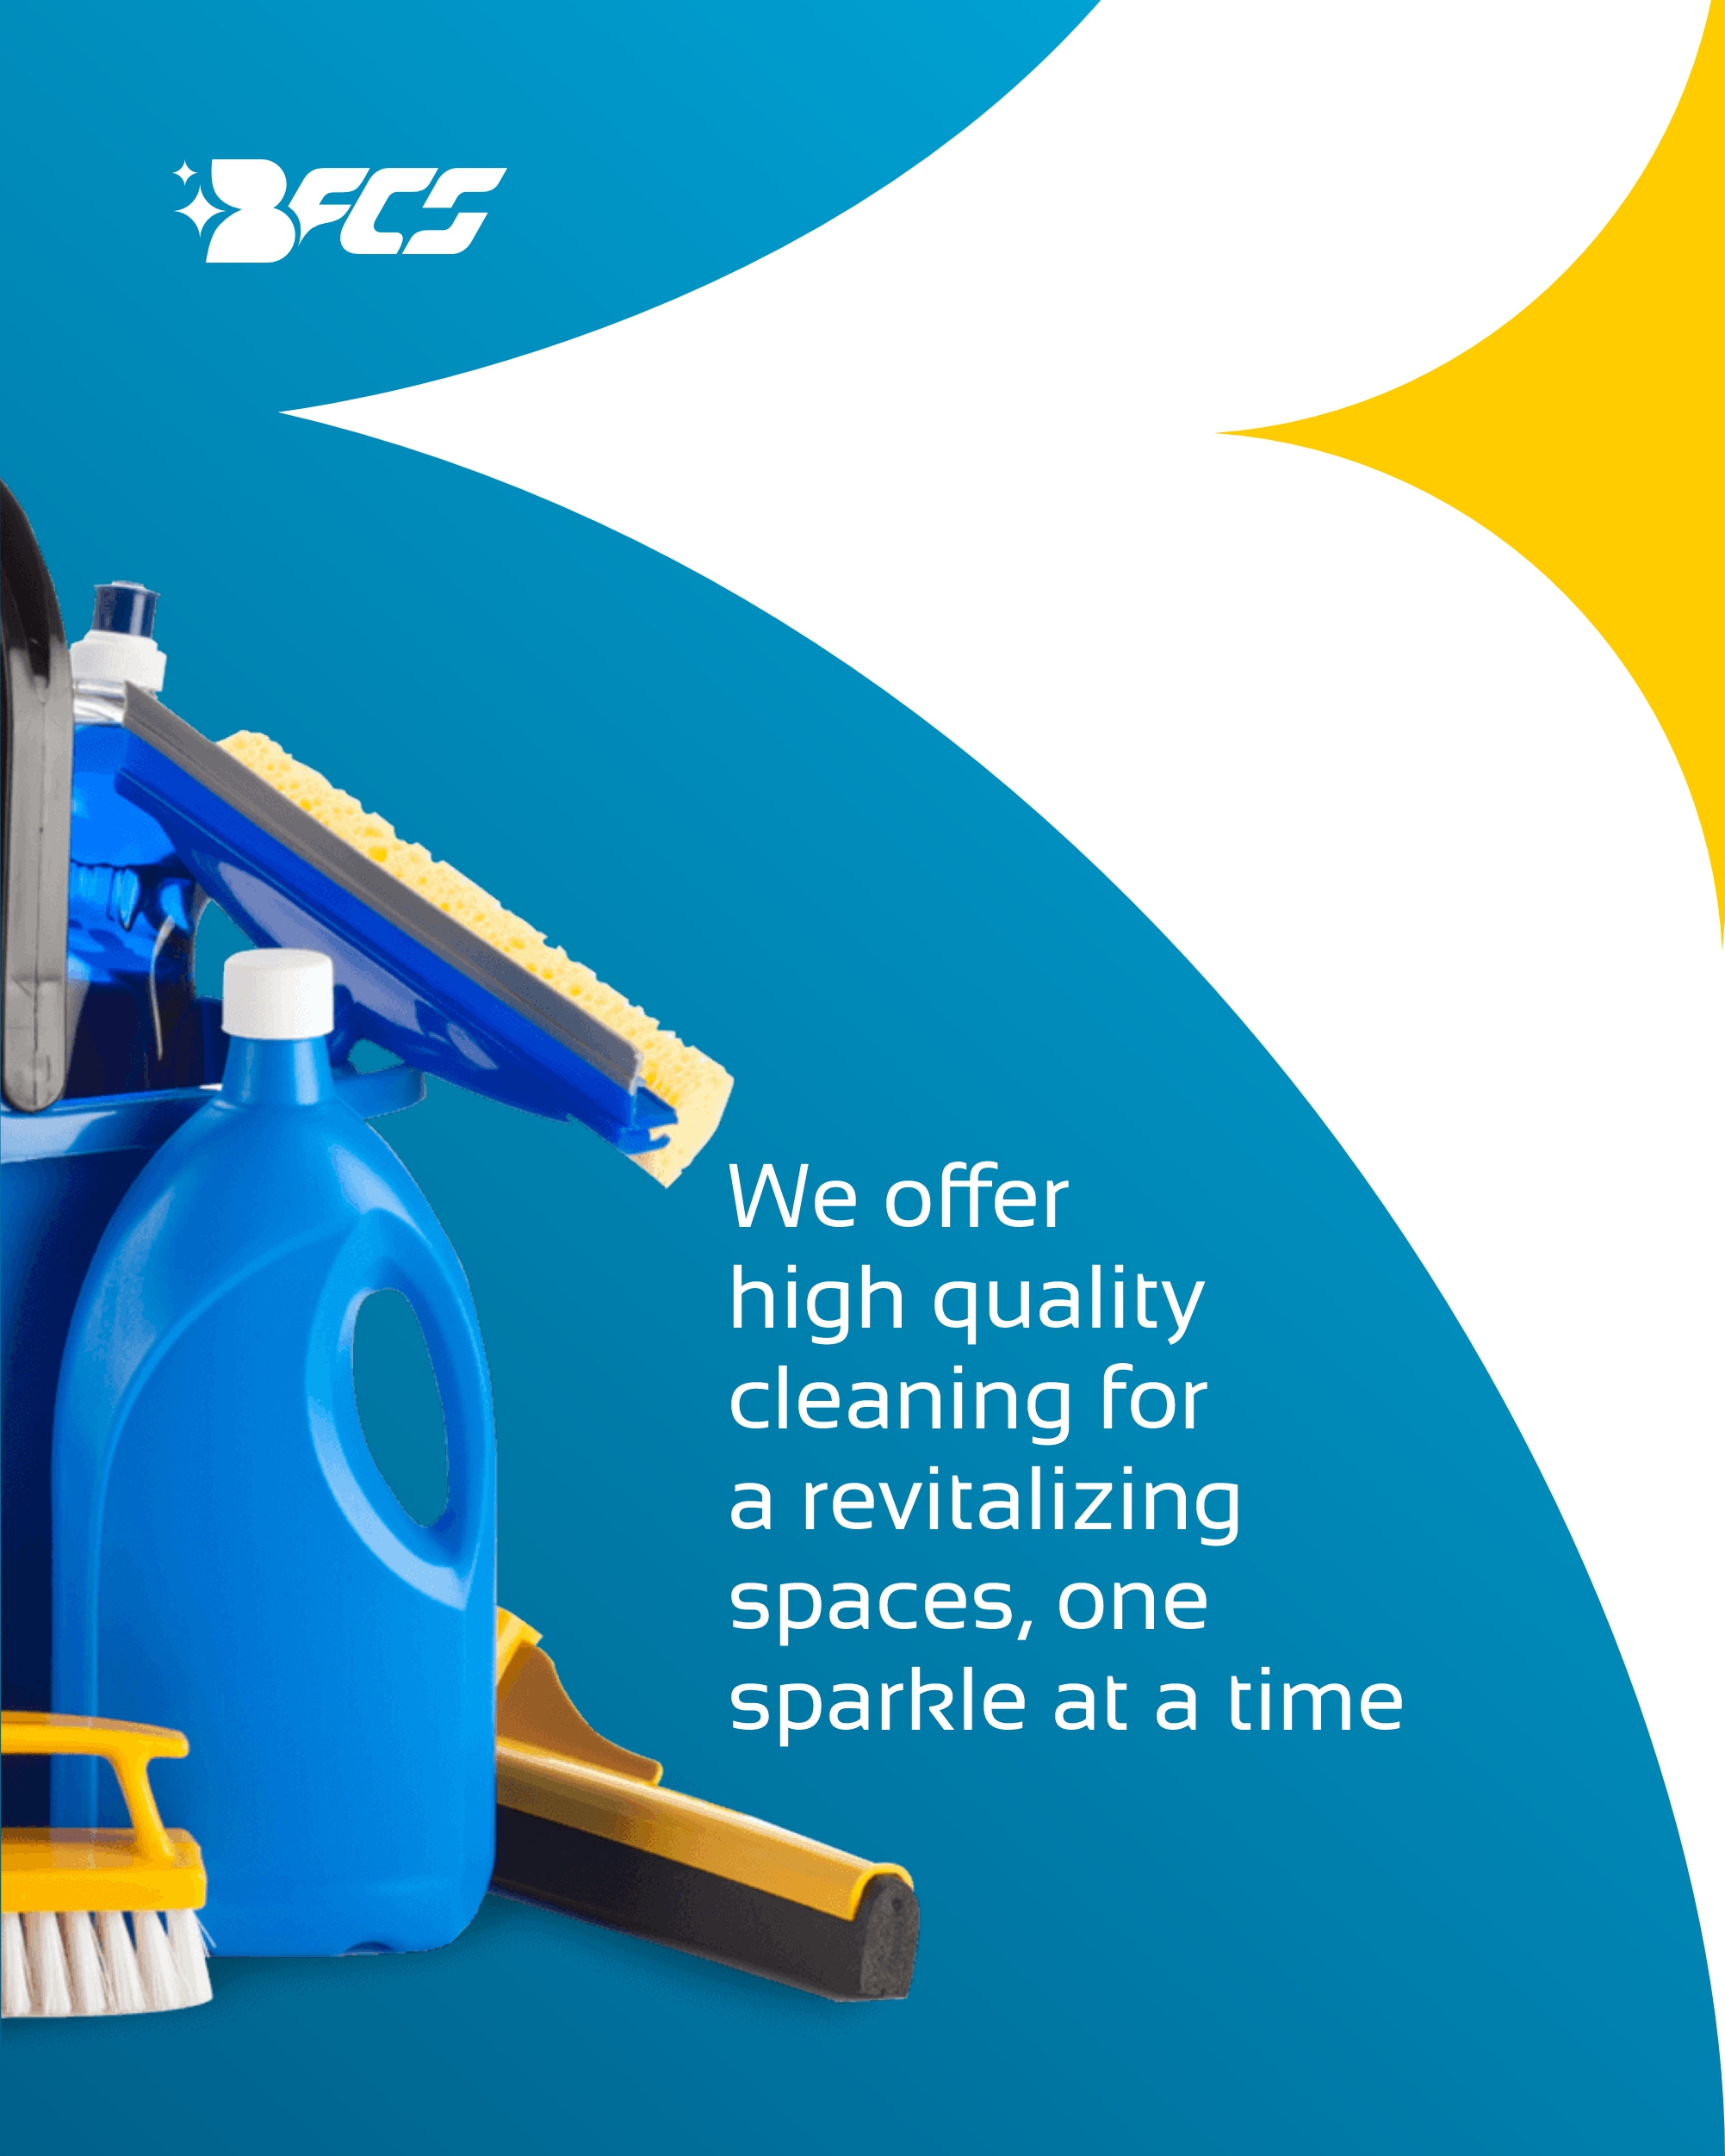 BFCS
We offer
high quality
cleaning for
a revitalizing
spaces, one
sparkle at a time